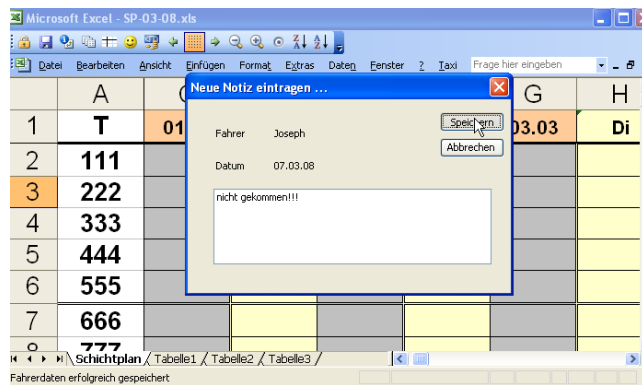 Microsoft Excel - SP-03-08.xls
Datei Bearbeiten Ansicht Einfügen Format Extras Daten Fenster ? Taxi Frage hier eingeben
Neue Notiz eintragen ...
A G H
1 T 01 03.03 Di
Fahrer Joseph
Speichern
Abbrechen
Datum 07.03.08
nicht gekommen!!!
2 111
3 222
4 333
5 444
6 555
7 666
8 777
Schichtplan Tabelle1 Tabelle2 Tabelle3
Fahrerdaten erfolgreich gespeichert